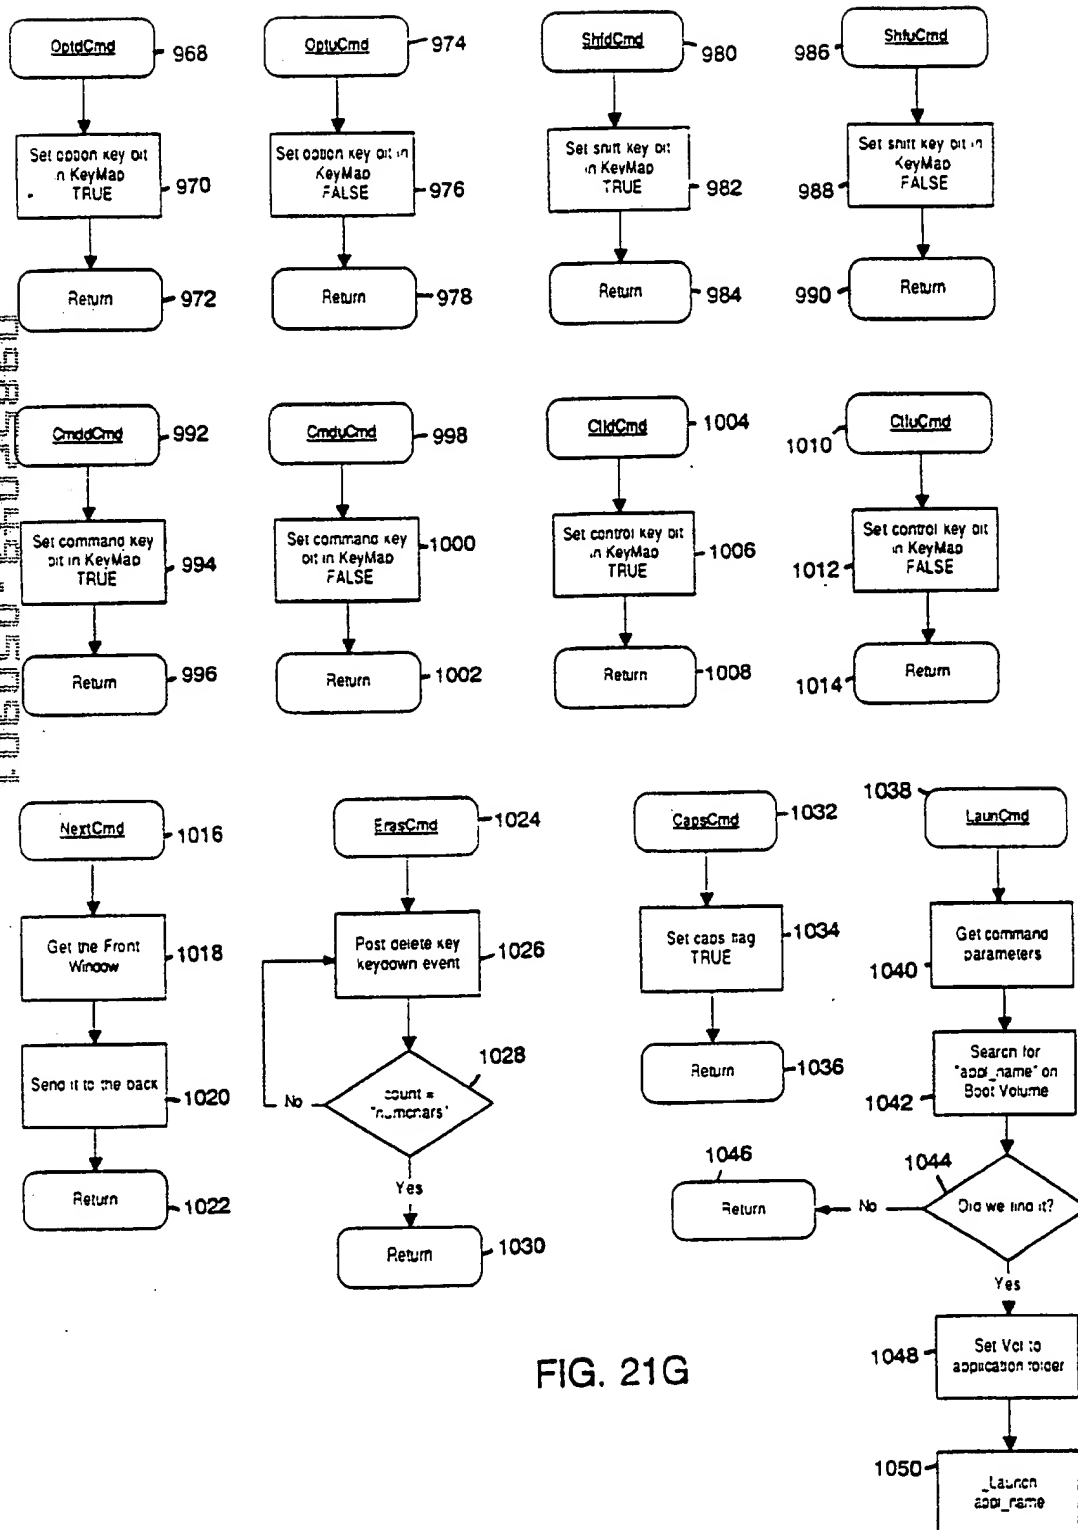 OptdCmd
968
Set option key bit
in KeyMap
TRUE
970
Return
972
OptuCmd
974
Set option key bit in
KeyMap
FALSE
976
Return
978
ShfdCmd
980
Set shift key bit
in KeyMap
TRUE
982
Return
984
ShfuCmd
986
Set shift key bit in
KeyMap
FALSE
988
Return
990
CmddCmd
992
Set command key
bit in KeyMap
TRUE
994
Return
996
CmduCmd
998
Set command key
bit in KeyMap
FALSE
1000
Return
1002
CtldCmd
1004
Set control key bit
in KeyMap
TRUE
1006
Return
1008
CtluCmd
1010
Set control key bit
in KeyMap
FALSE
1012
Return
1014
NextCmd
1016
Get the Front
Window
1018
Send it to the back
1020
Return
1022
ErasCmd
1024
Post delete key
keydown event
1026
count =
"numchars"
1028
No
Yes
Return
1030
CapsCmd
1032
Set caps flag
TRUE
1034
Return
1036
LaunCmd
1038
Get command
parameters
1040
Search for
"appl_name" on
Boot Volume
1042
Did we find it?
1044
No
Return
1046
Yes
Set Vol to
application folder
1048
_Launch
appl_name
1050
FIG. 21G